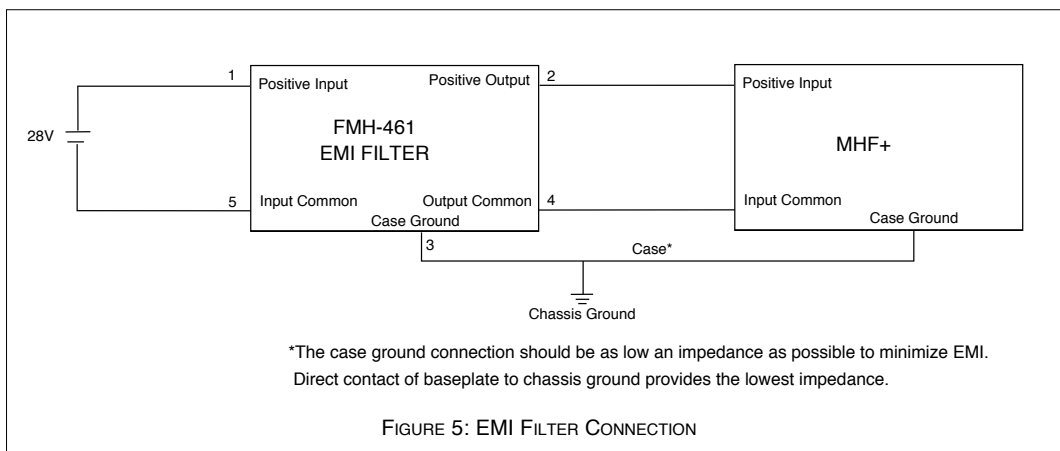 1
Positive Input
Positive Output
2
Positive Input
28V
FMH-461
EMI FILTER
MHF+
5
Input Common
Output Common
4
Input Common
Case Ground
Case Ground
3
Case*
Chassis Ground
*The case ground connection should be as low an impedance as possible to minimize EMI.
Direct contact of baseplate to chassis ground provides the lowest impedance.
FIGURE 5: EMI FILTER CONNECTION